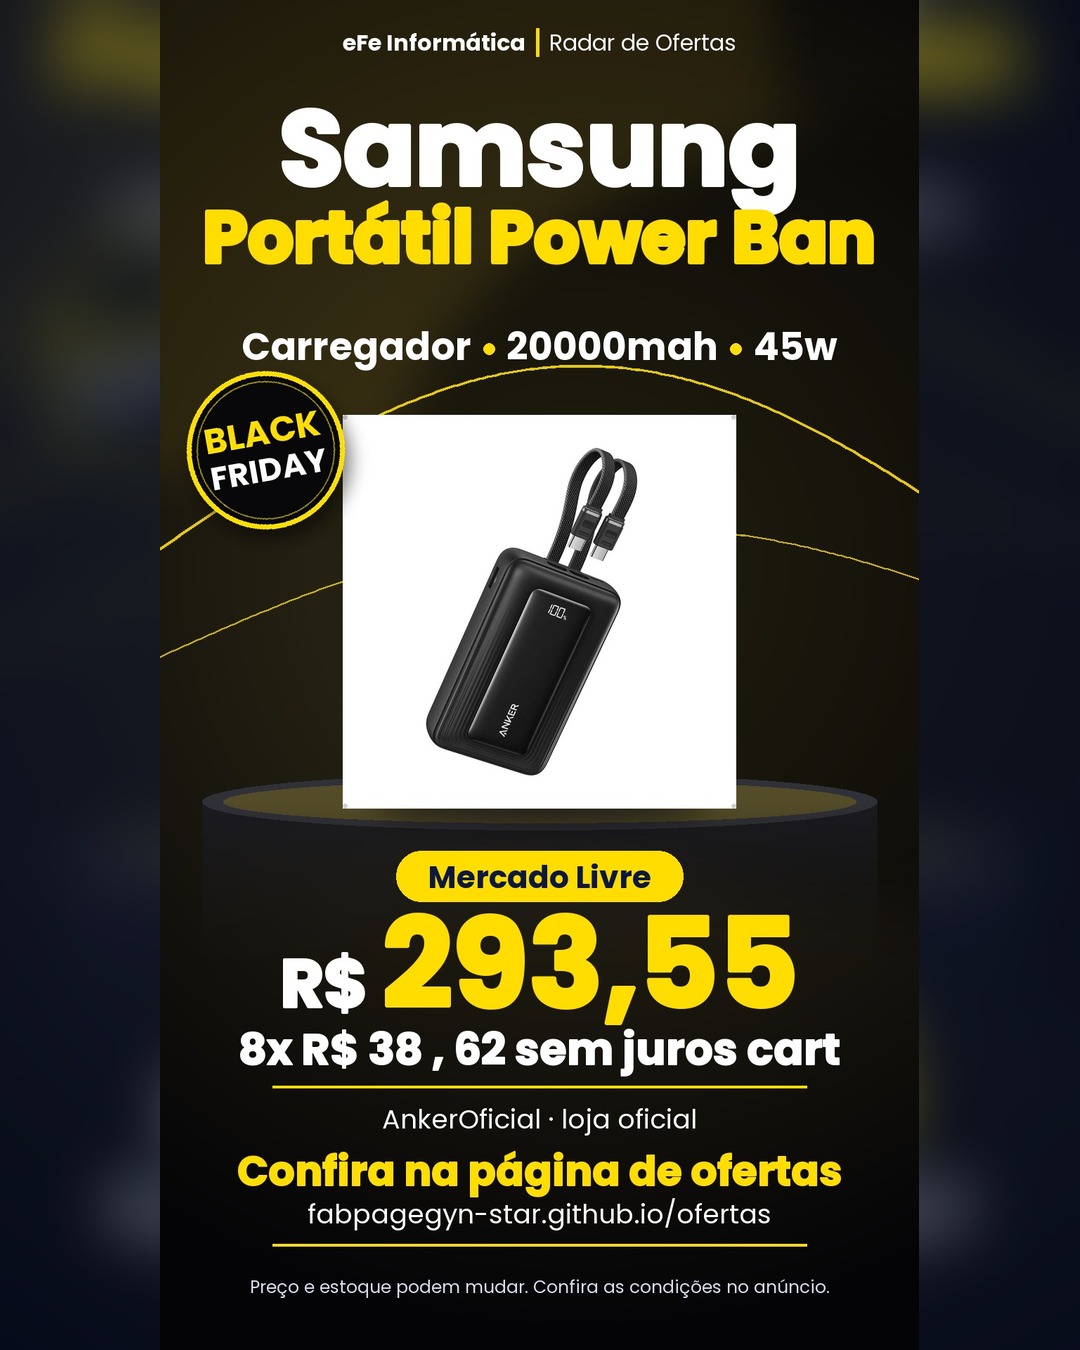 eFe Informática | Radar de Ofertas
Samsung
Portátil Power Ban
Carregador • 20000mah • 45w
BLACK
FRIDAY
100%
ANKER
Mercado Livre
R$ 293,55
8x R$ 38 , 62 sem juros cart
AnkerOficial · loja oficial
Confira na página de ofertas
fabpagegyn-star.github.io/ofertas
Preço e estoque podem mudar. Confira as condições no anúncio.